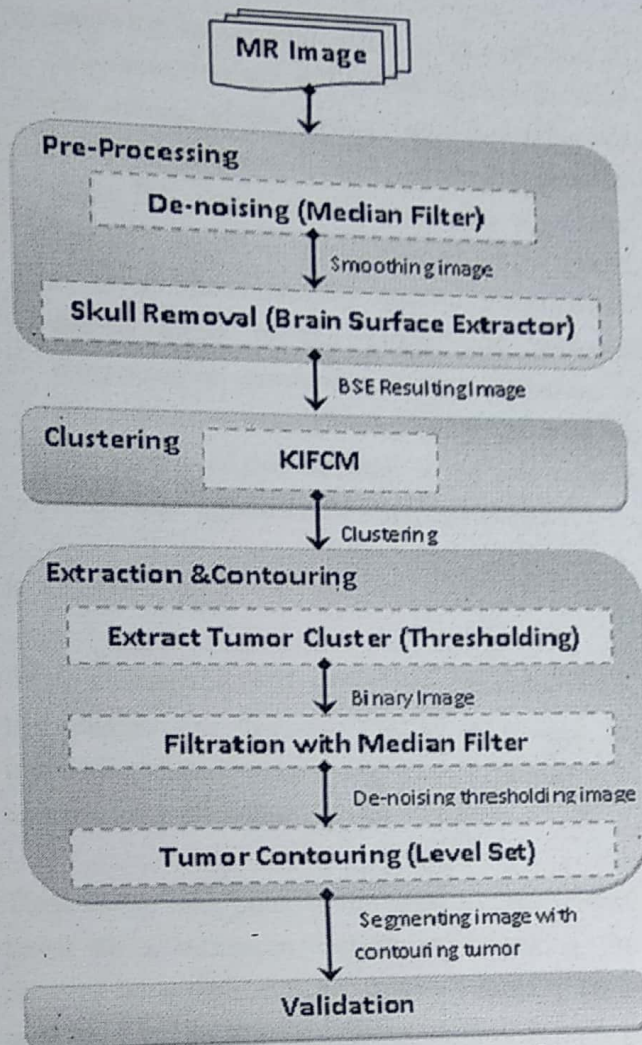 MR Image
Pre-Processing
De-noising (Median Filter)
Smoothing image
Skull Removal (Brain Surface Extractor)
BSE Resulting Image
Clustering
KIFCM
Clustering
Extraction &Contouring
Extract Tumor Cluster (Thresholding)
Binary Image
Filtration with Median Filter
De-noising thresholding image
Tumor Contouring (Level Set)
Segmenting image with
contouring tumor
Validation